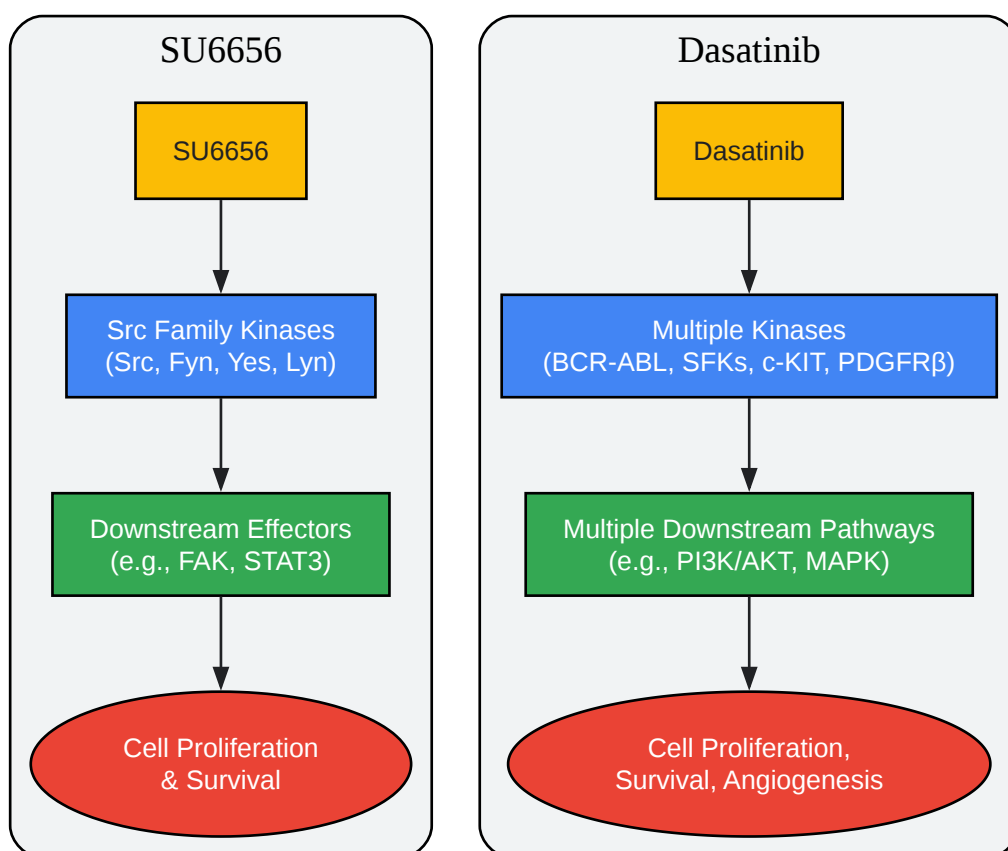 SU6656
SU6656
Src Family Kinases
(Src, Fyn, Yes, Lyn)
Downstream Effectors
(e.g., FAK, STAT3)
Cell Proliferation
& Survival
Dasatinib
Dasatinib
Multiple Kinases
(BCR-ABL, SFKs, c-KIT, PDGFRβ)
Multiple Downstream Pathways
(e.g., PI3K/AKT, MAPK)
Cell Proliferation,
Survival, Angiogenesis